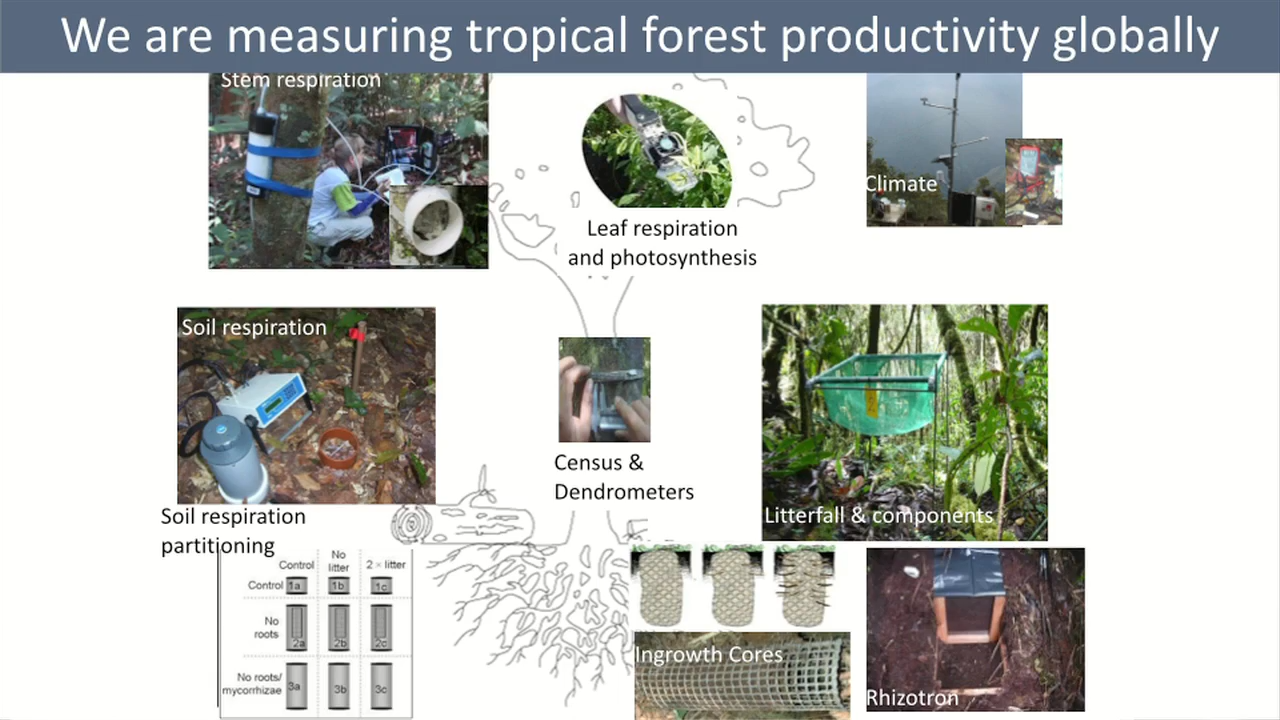 We are measuring tropical forest productivity globally
Stem respiration
Leaf respiration
and photosynthesis
Climate
Soil respiration
Census &
Dendrometers
Litterfall & components
Soil respiration
partitioning
Control
No
litter
2 × litter
Control
1a
1b
1c
No
roots
2a
2b
2c
No roots/
mycorrhizae
3a
3b
3c
Ingrowth Cores
Rhizotron